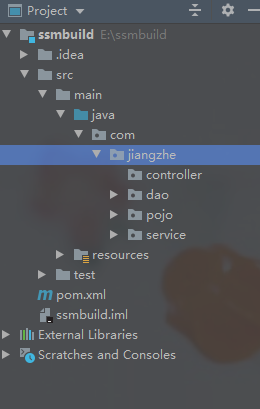 Project
ssmbuild E:\ssmbuild
.idea
src
main
java
com
jiangzhe
controller
dao
pojo
service
resources
test
pom.xml
ssmbuild.iml
External Libraries
Scratches and Consoles